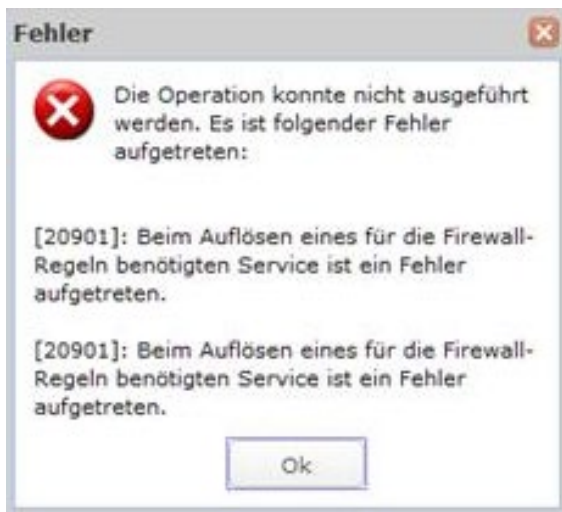 Fehler
Die Operation konnte nicht ausgeführt
werden. Es ist folgender Fehler
aufgetreten:
[20901]: Beim Auflösen eines für die Firewall-
Regeln benötigten Service ist ein Fehler
aufgetreten.
[20901]: Beim Auflösen eines für die Firewall-
Regeln benötigten Service ist ein Fehler
aufgetreten.
Ok